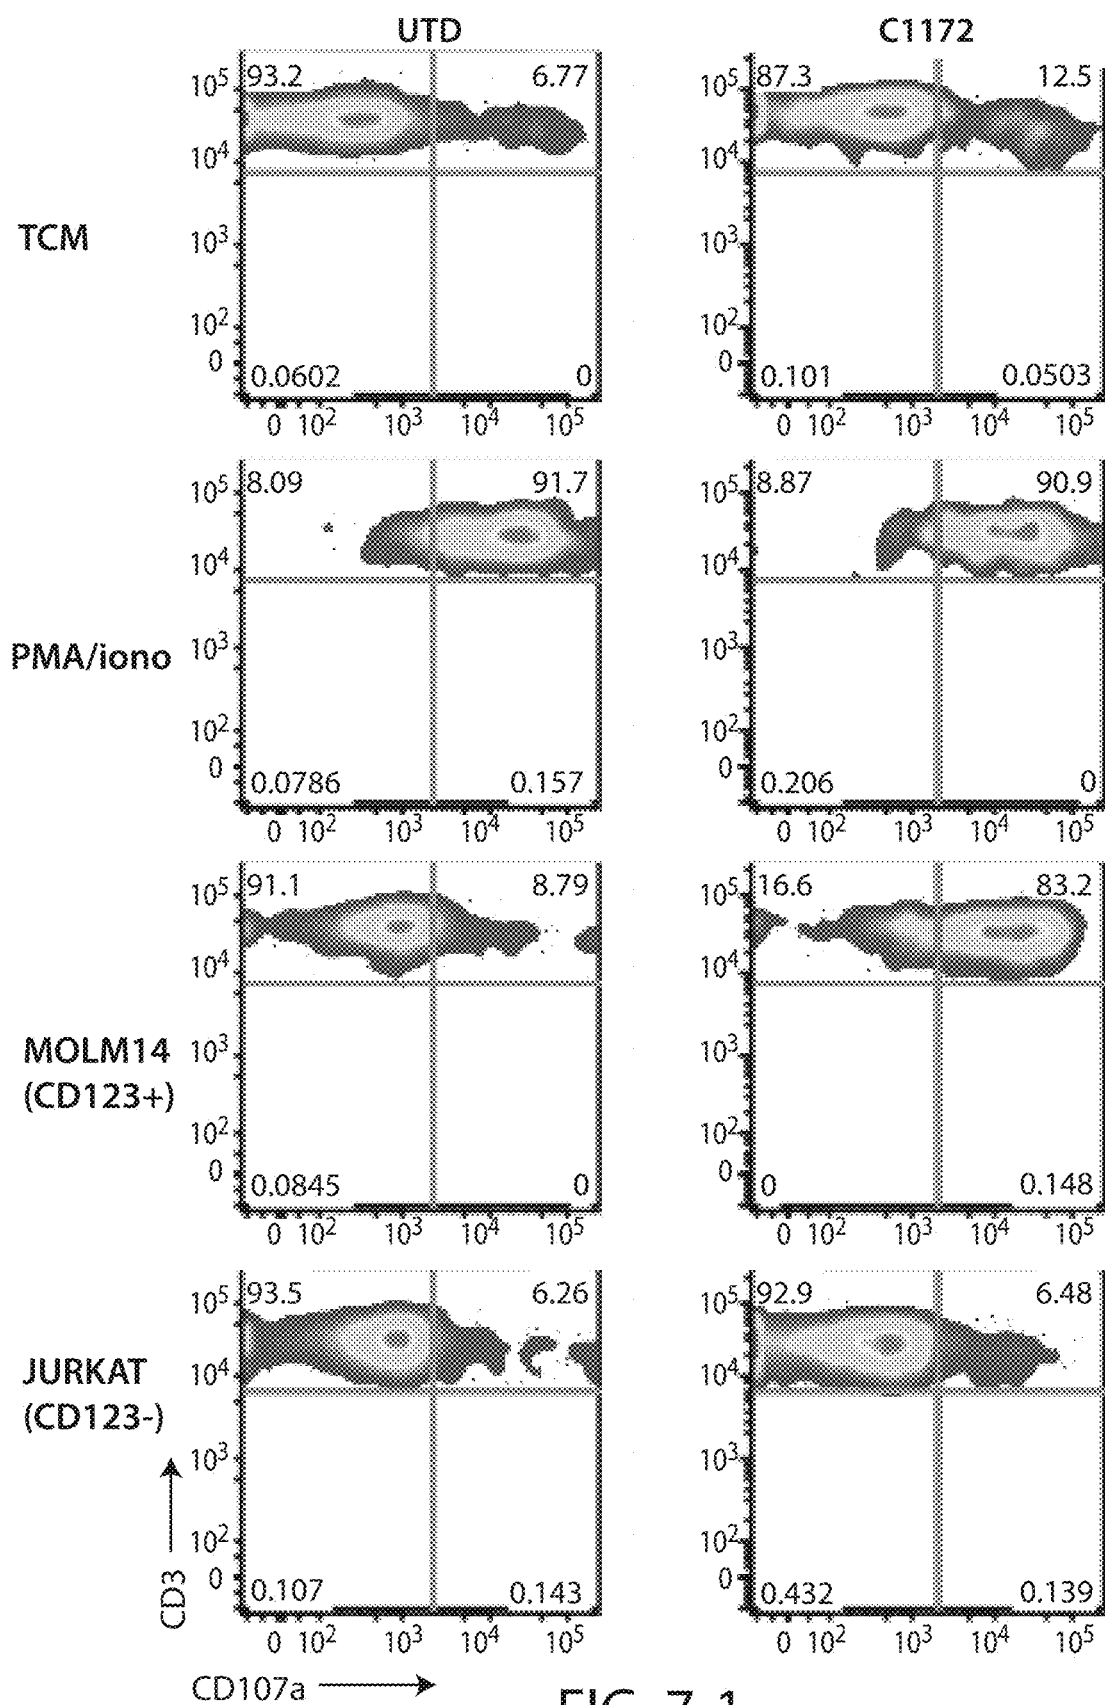 UTD C1172
10^5 93.2 6.77 10^5 87.3 12.5
10^4 10^4
TCM 10^3 10^3
10^2 10^2
0 0.0602 0 0 0.101 0.0503
0 10^2 10^3 10^4 10^5 0 10^2 10^3 10^4 10^5
10^5 8.09 91.7 10^5 8.87 90.9
10^4 10^4
PMA/iono 10^3 10^3
10^2 10^2
0 0.0786 0.157 0 0.206 0
0 10^2 10^3 10^4 10^5 0 10^2 10^3 10^4 10^5
10^5 91.1 8.79 10^5 16.6 83.2
10^4 10^4
MOLM14 10^3 10^3
(CD123+)
10^2 10^2
0 0.0845 0 0 0 0.148
0 10^2 10^3 10^4 10^5 0 10^2 10^3 10^4 10^5
10^5 93.5 6.26 10^5 92.9 6.48
JURKAT 10^4 10^4
(CD123-)
10^3 10^3
10^2 10^2
0 0.107 0.143 0 0.432 0.139
CD3
0 10^2 10^3 10^4 10^5 0 10^2 10^3 10^4 10^5
CD107a
FIG. 7-1